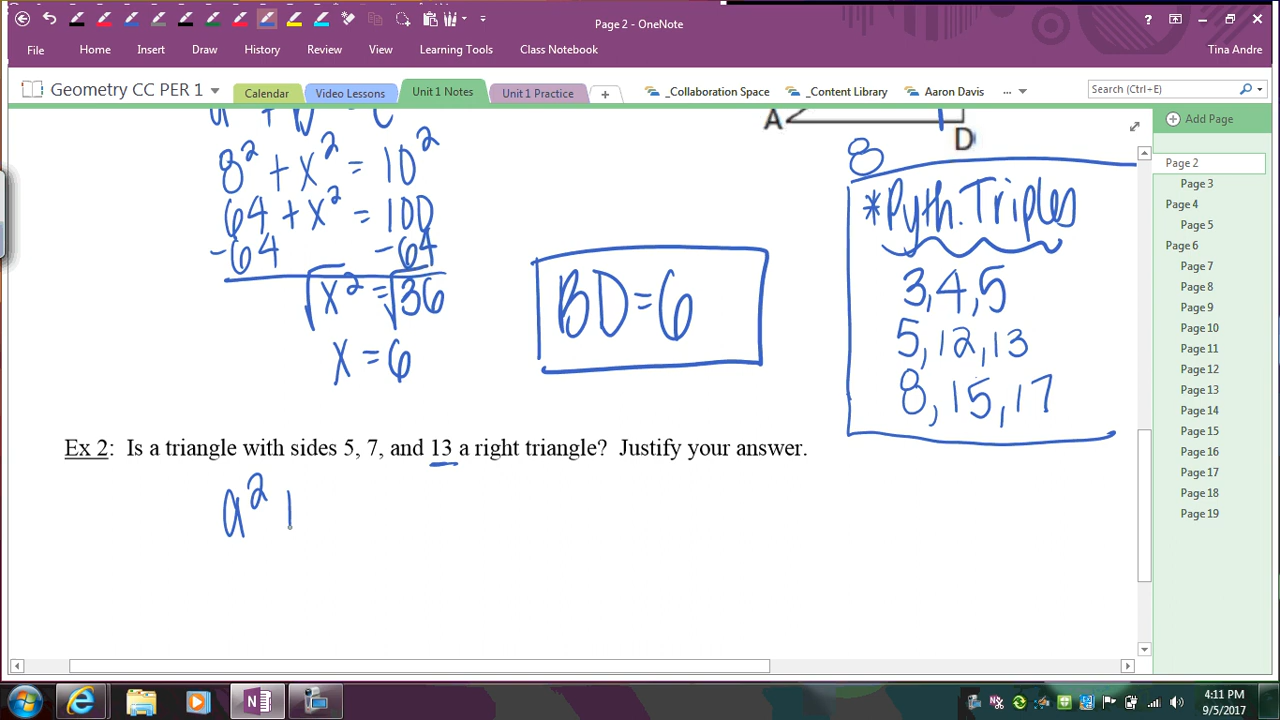 Page 2 - OneNote
File Home Insert Draw History Review View Learning Tools Class Notebook Tina Andre
Geometry CC PER 1 Calendar Video Lessons Unit 1 Notes Unit 1 Practice _Collaboration Space _Content Library Aaron Davis ... Search (Ctrl+E)
Add Page
Page 2
Page 3
Page 4
Page 5
Page 6
Page 7
Page 8
Page 9
Page 10
Page 11
Page 12
Page 13
Page 14
Page 15
Page 16
Page 17
Page 18
Page 19
A
D
8
8² + x² = 10²
64 + x² = 100
-64 -64
√x² = √36
x = 6
BD = 6
*Pyth. Triples
3, 4, 5
5, 12, 13
8, 15, 17
Ex 2: Is a triangle with sides 5, 7, and 13 a right triangle? Justify your answer.
a²
4:11 PM
9/5/2017